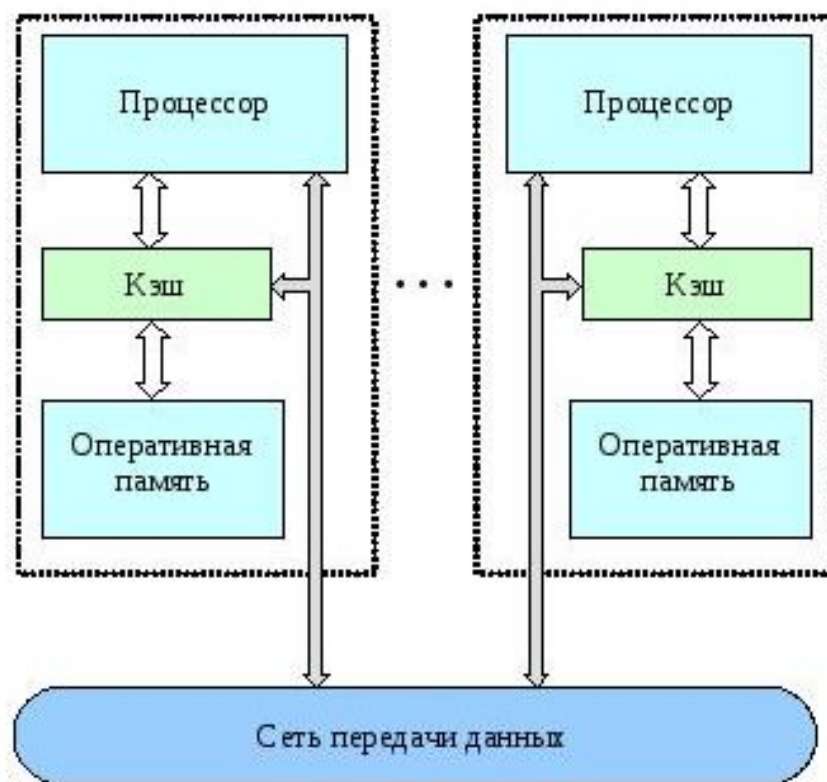 Процессор
Кэш
Оперативная
память
. . .
Процессор
Кэш
Оперативная
память
Сеть передачи данных